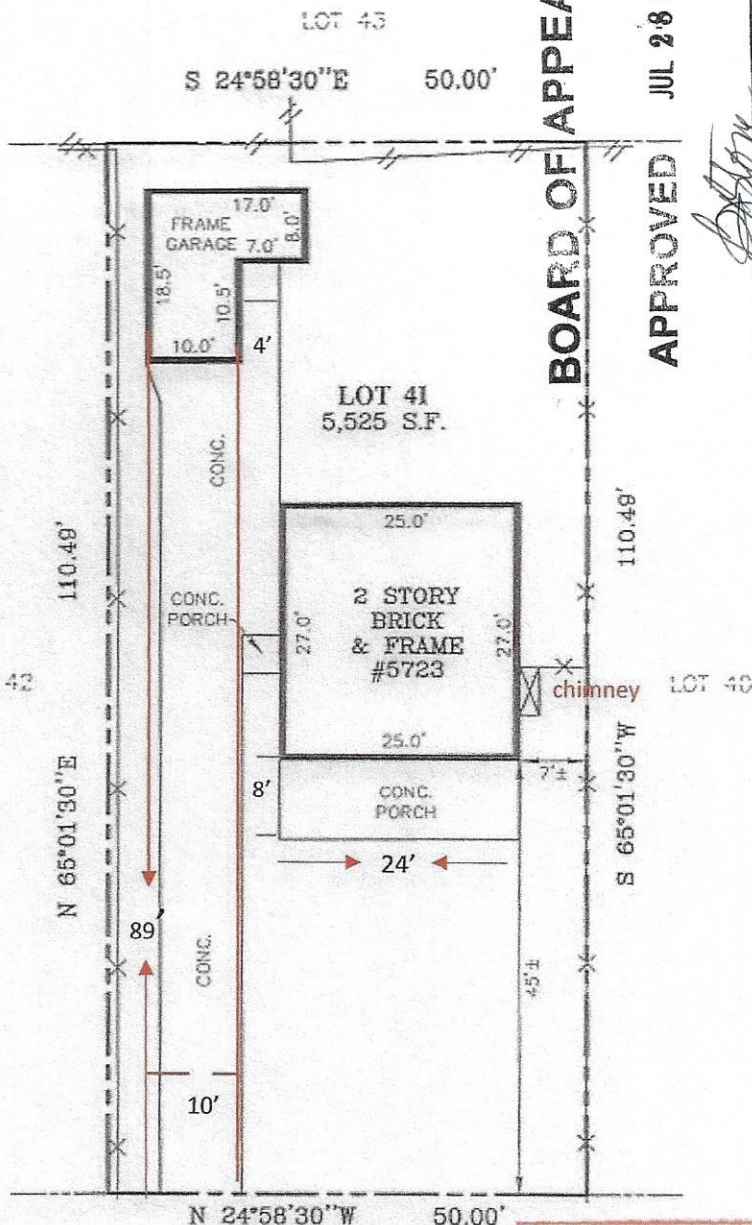 LOT 43
S 24°58'30"E 50.00'
BOARD OF APPEA
APPROVED
JUL 28
17.0'
FRAME
GARAGE
7.0'
8.0'
18.5'
10.5'
10.0'
4'
LOT 41
5,525 S.F.
CONC.
25.0'
110.49'
110.49'
CONC.
PORCH
2 STORY
BRICK
& FRAME
#5723
27.0'
27.0'
42
chimney
LOT 40
25.0'
7'±
8'
CONC.
PORCH
N 65°01'30"E
S 65°01'30"W
24'
89'
CONC.
45'±
10'
N 24°58'30"W 50.00'